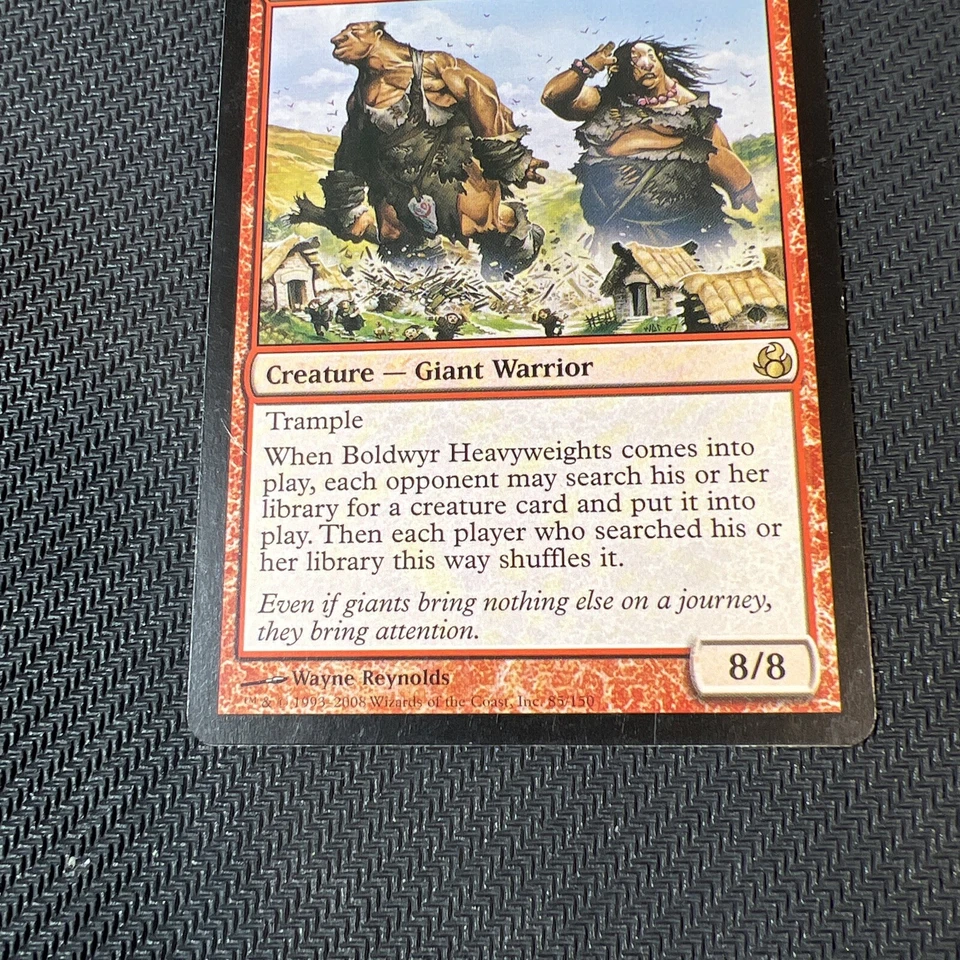 WAR 07
Creature — Giant Warrior
Trample
When Boldwyr Heavyweights comes into
play, each opponent may search his or her
library for a creature card and put it into
play. Then each player who searched his or
her library this way shuffles it.
Even if giants bring nothing else on a journey,
they bring attention.
8/8
Wayne Reynolds
™ & © 1993–2008 Wizards of the Coast, Inc. 85/150